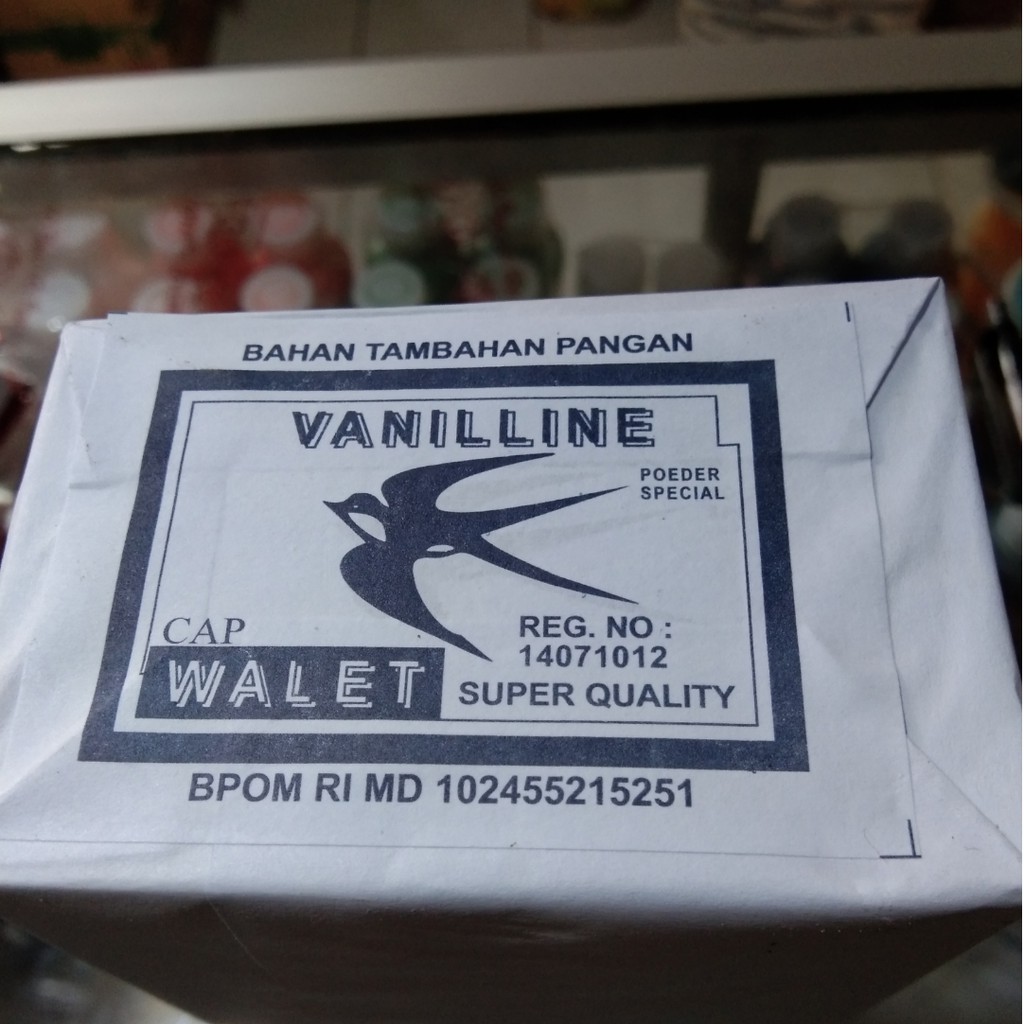 BAHAN TAMBAHAN PANGAN
VANILLINE
POEDER
SPECIAL
CAP
WALET
REG. NO :
14071012
SUPER QUALITY
BPOM RI MD 102455215251